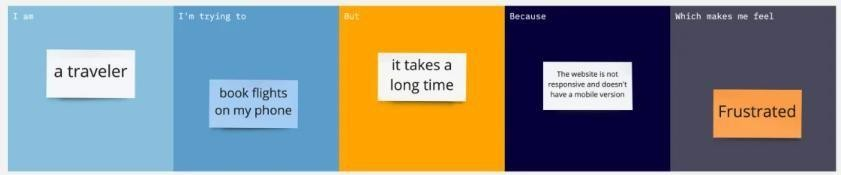 I am
a traveler
I'm trying to
book flights
on my phone
But
it takes a
long time
Because
The website is not
responsive and doesn't
have a mobile version
Which makes me feel
Frustrated